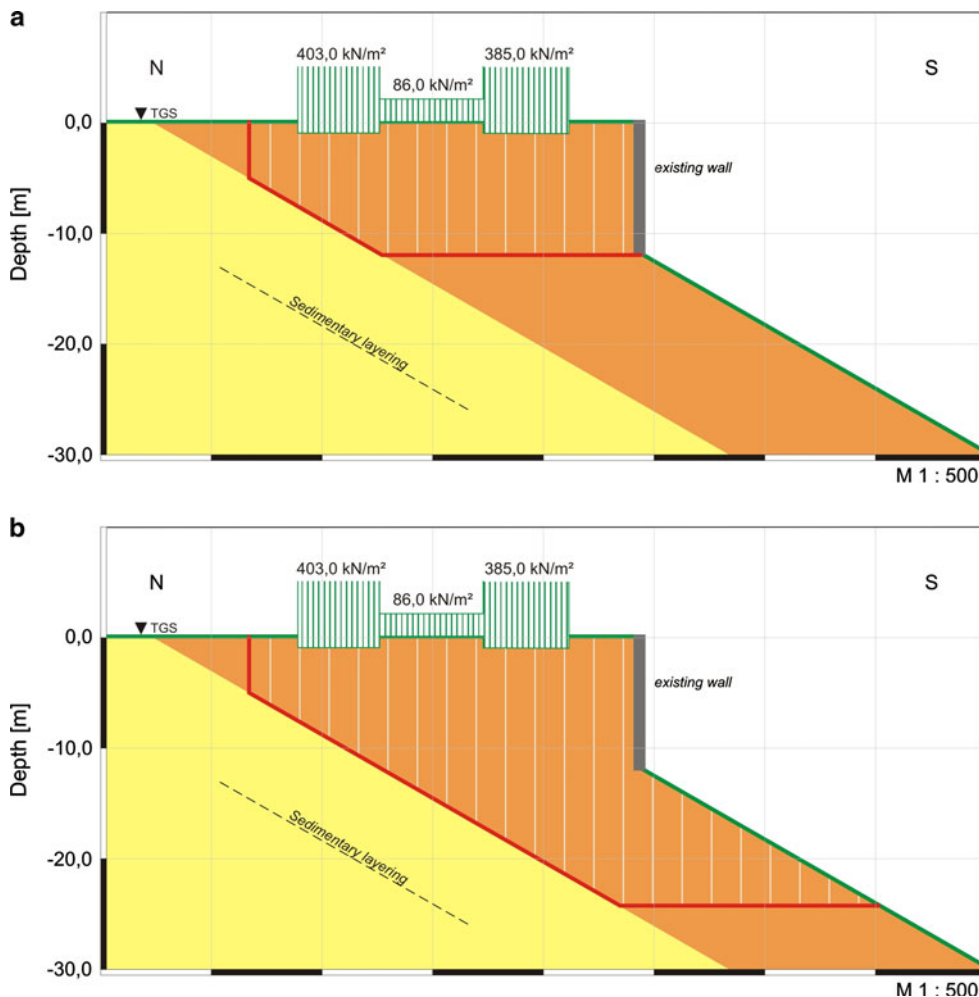 a
N
403,0 kN/m²
86,0 kN/m²
385,0 kN/m²
S
TGS
0,0
-10,0
-20,0
-30,0
Depth [m]
existing wall
Sedimentary layering
M 1 : 500
b
N
403,0 kN/m²
86,0 kN/m²
385,0 kN/m²
S
TGS
0,0
-10,0
-20,0
-30,0
Depth [m]
existing wall
Sedimentary layering
M 1 : 500